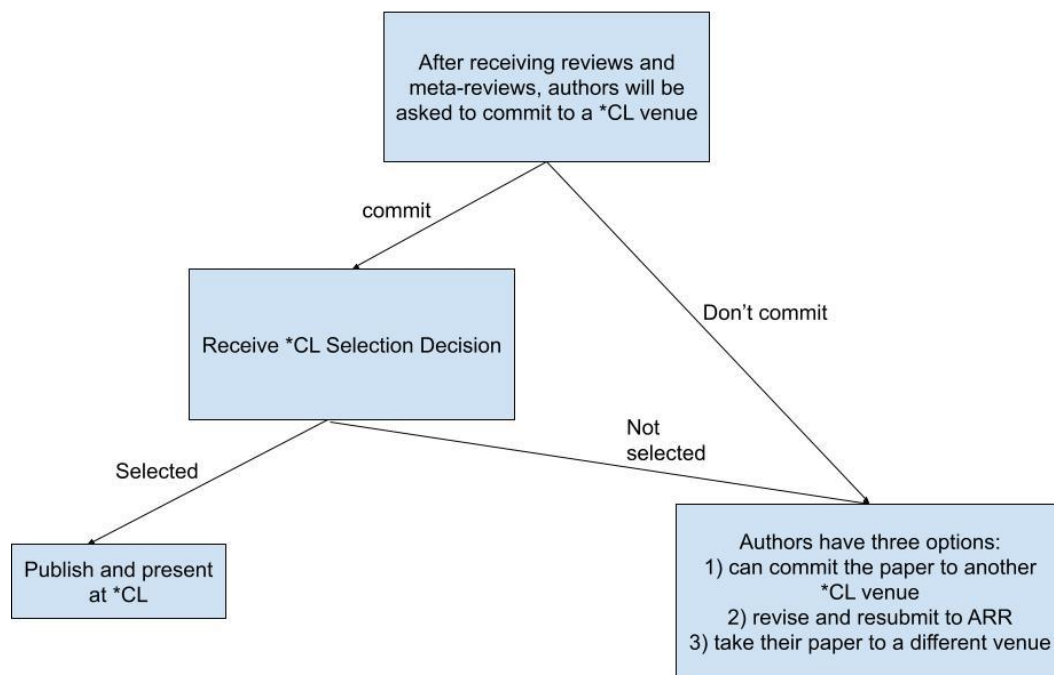 After receiving reviews and
meta-reviews, authors will be
asked to commit to a *CL venue
commit
Don’t commit
Receive *CL Selection Decision
Selected
Not
selected
Publish and present
at *CL
Authors have three options:
1) can commit the paper to another
*CL venue
2) revise and resubmit to ARR
3) take their paper to a different venue